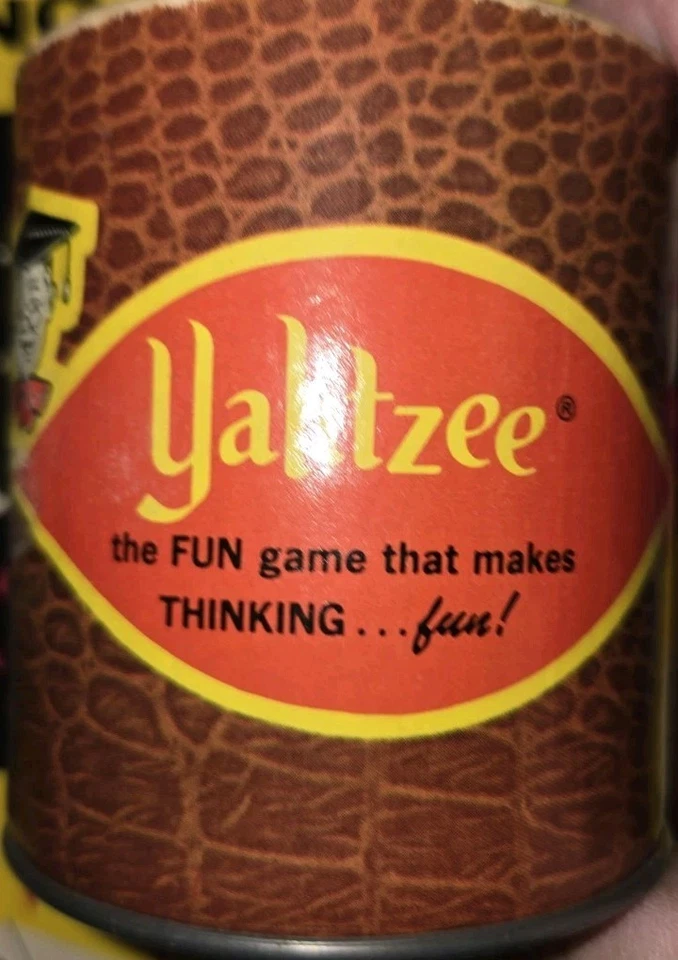 Yahtzee®
the FUN game that makes
THINKING...fun!